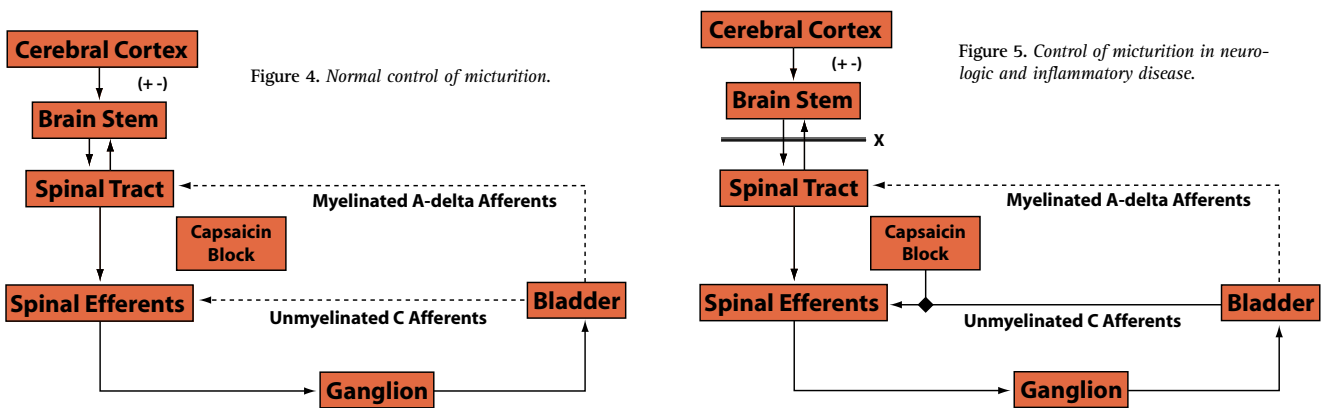 Cerebral Cortex
Figure 4. Normal control of micturition.
(+ -)
Brain Stem
Spinal Tract
Myelinated A-delta Afferents
Capsaicin
Block
Spinal Efferents
Bladder
Unmyelinated C Afferents
Ganglion
Cerebral Cortex
Figure 5. Control of micturition in neuro-
logic and inflammatory disease.
(+ -)
Brain Stem
X
Spinal Tract
Myelinated A-delta Afferents
Capsaicin
Block
Spinal Efferents
Bladder
Unmyelinated C Afferents
Ganglion